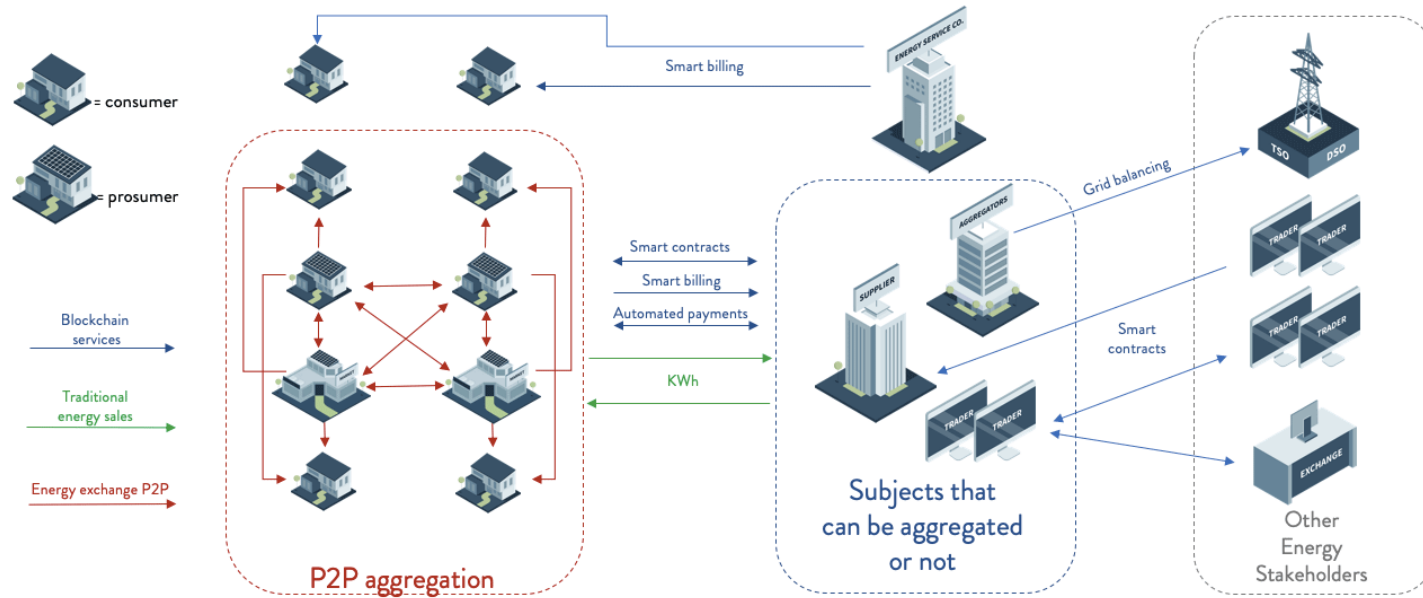 ENERGY SERVICE CO.
Smart billing
= consumer
= prosumer
TSO
DSO
Grid balancing
AGGREGATORS
TRADER
TRADER
Smart contracts
Smart billing
Automated payments
SUPPLIER
Blockchain
services
TRADER
TRADER
Smart
contracts
MARKET
MARKET
KWh
Traditional
energy sales
TRADER
TRADER
EXCHANGE
Energy exchange P2P
Subjects that
can be aggregated
or not
Other
Energy
Stakeholders
P2P aggregation